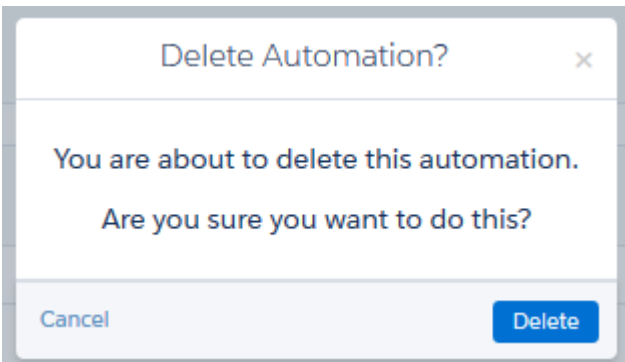 Delete Automation?
You are about to delete this automation.
Are you sure you want to do this?
Cancel
Delete